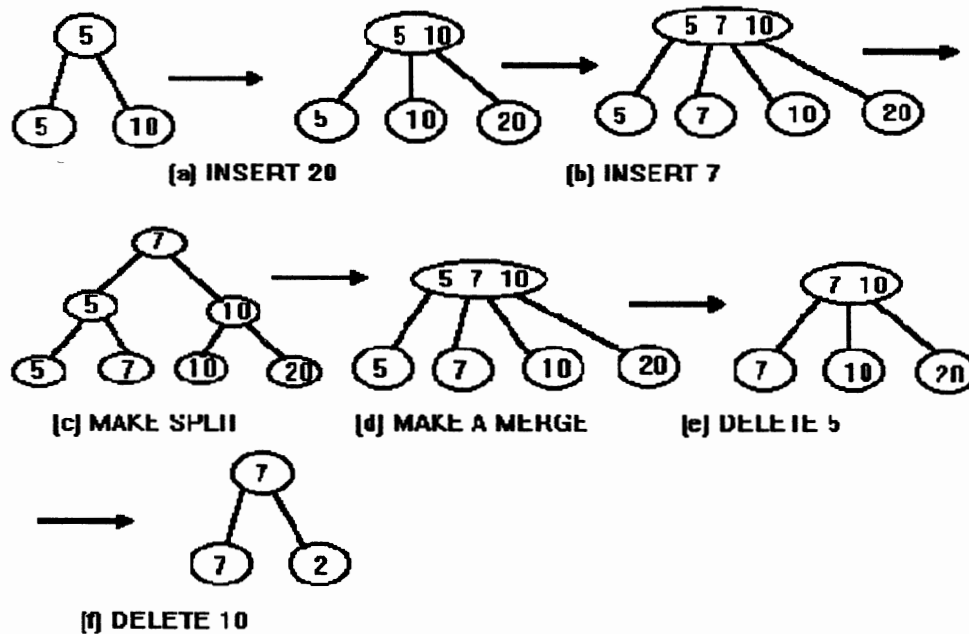 5 5 10 5 7 10
5 10 5 10 20 5 7 10 20
(a) INSERT 20 (b) INSERT 7
7 5 7 10 7 10
5 10
5 7 10 20 5 7 10 20 7 10 20
(c) MAKE SPLIT (d) MAKE A MERGE (e) DELETE 5
7
7 2
(f) DELETE 10